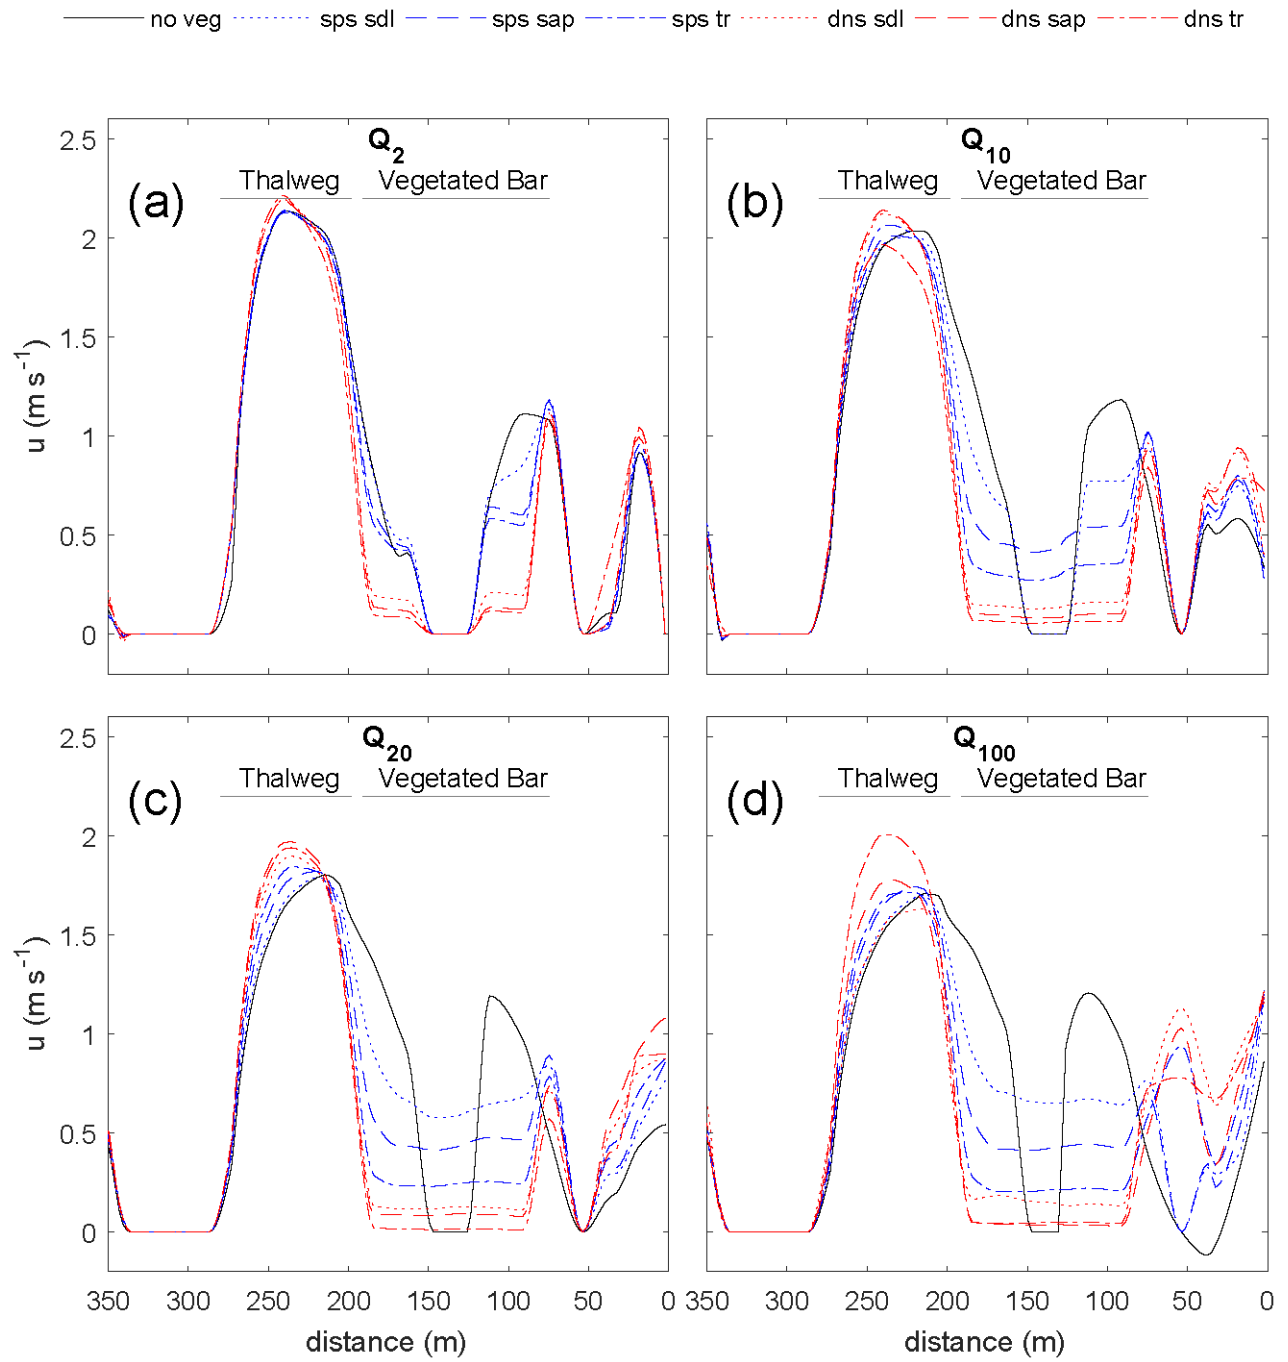 no veg sps sdl sps sap sps tr dns sdl dns sap dns tr
Q2 Q10
Thalweg Vegetated Bar Thalweg Vegetated Bar
(a) (b)
2.5
2
1.5
1
0.5
0
u (m s-1)
Q20 Q100
Thalweg Vegetated Bar Thalweg Vegetated Bar
(c) (d)
2.5
2
1.5
1
0.5
0
u (m s-1)
350 300 250 200 150 100 50 0 350 300 250 200 150 100 50 0
distance (m) distance (m)